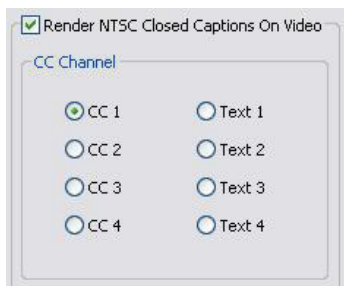 Render NTSC Closed Captions On Video
CC Channel
CC 1 Text 1
CC 2 Text 2
CC 3 Text 3
CC 4 Text 4